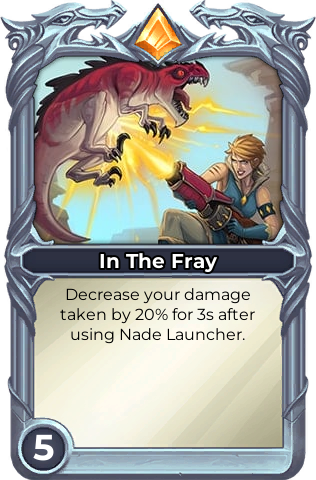 In The Fray
Decrease your damage
taken by 20% for 3s after
using Nade Launcher.
5